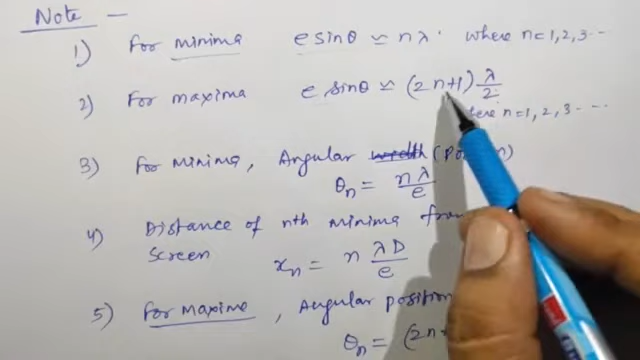 Note -
1) For minima e sinθ ≃ nλ. where n=1,2,3...
2) For maxima e sinθ ≃ (2n+1) λ/2
where n=1,2,3...
3) For minima, Angular (Po
θn = nλ/e
4) Distance of nth minima from
Screen xn = n λD/e
5) For maxima, Angular position
θn = (2n